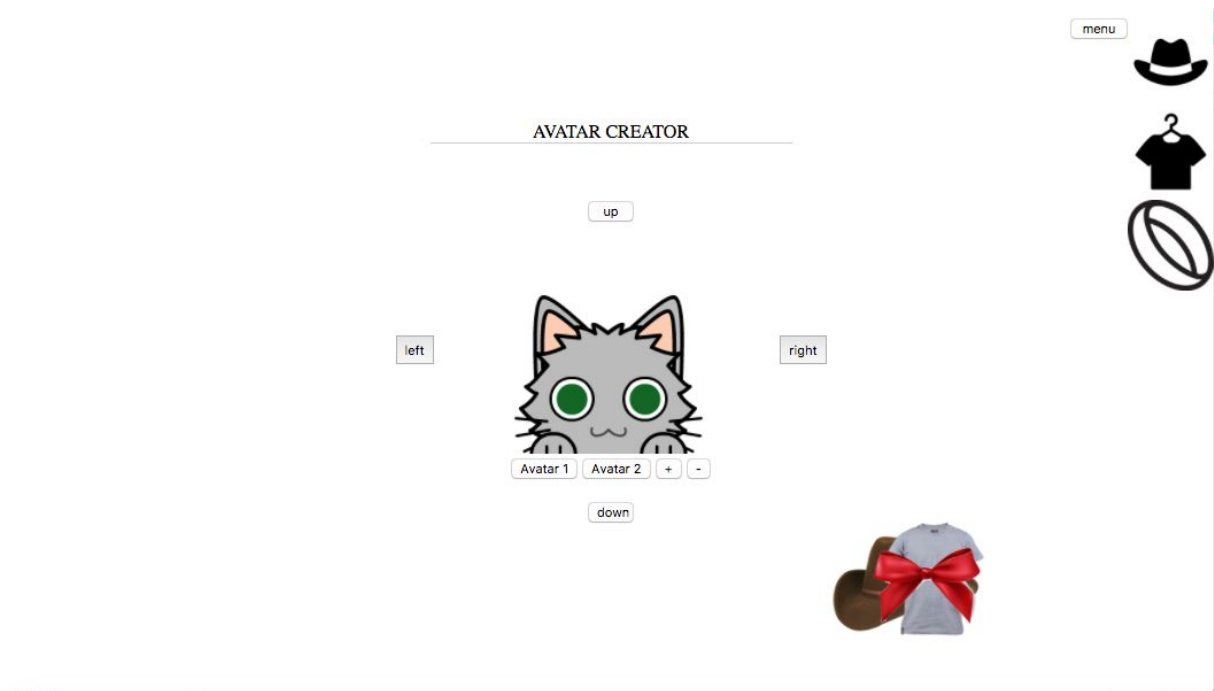 menu
AVATAR CREATOR
up
left
right
Avatar 1 Avatar 2 + -
down